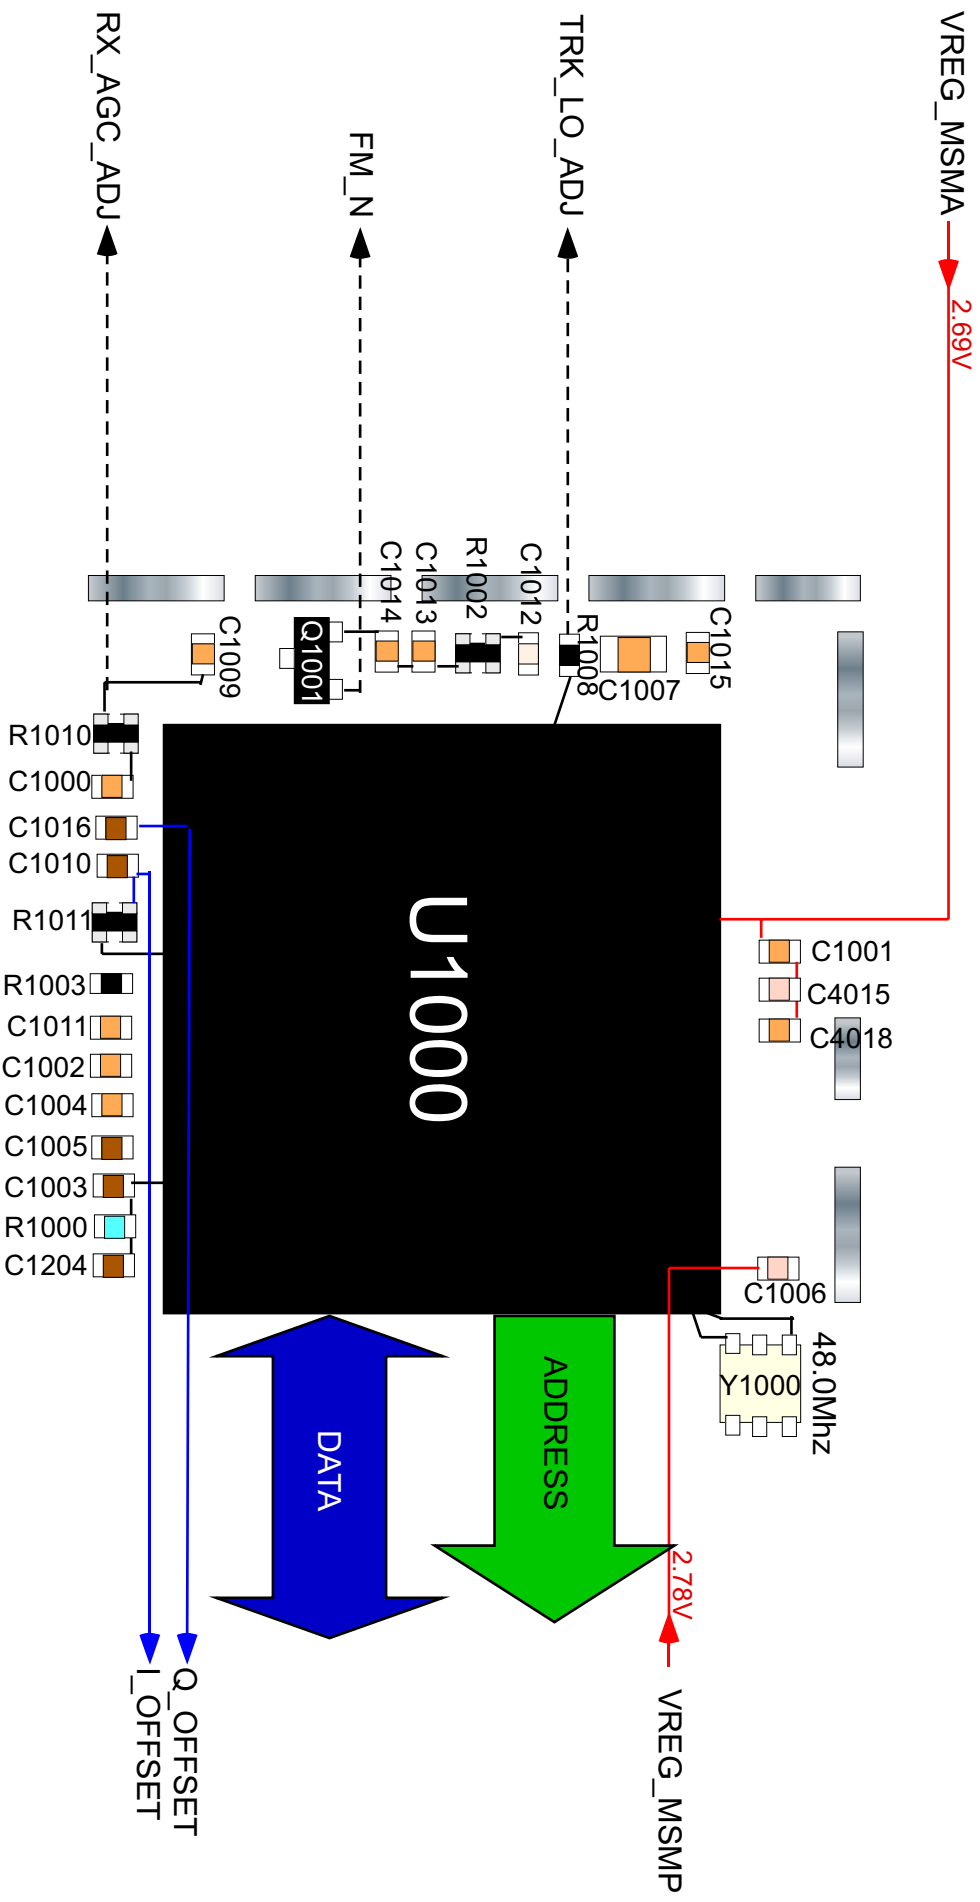 VREG_MSMA
2.69V
TRK_LO_ADJ
FM_N
RX_AGC_ADJ
C1014
C1013
R1002
C1012
R1008
C1007
C1015
Q1001
C1009
R1010
C1000
C1016
C1010
R1011
R1003
C1011
C1002
C1004
C1005
C1003
R1000
C1204
U1000
C1001
C4015
C4018
C1006
48.0Mhz
Y1000
ADDRESS
DATA
2.78V
VREG_MSMP
Q_OFFSET
I_OFFSET